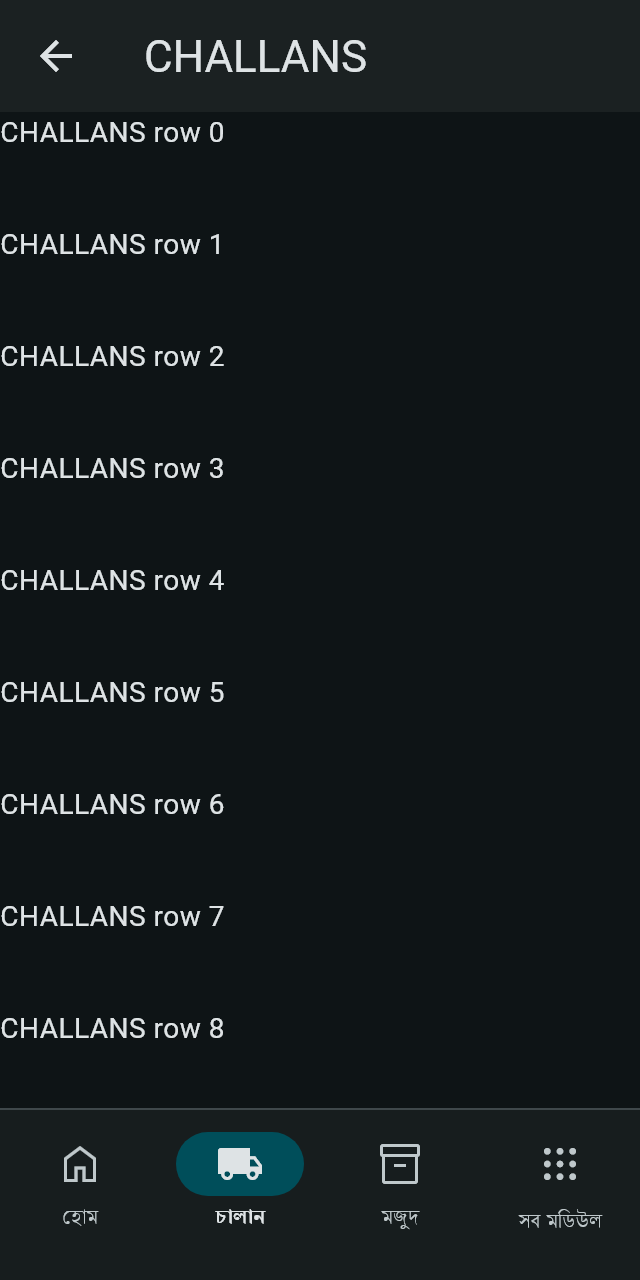 CHALLANS
CHALLANS row 0
CHALLANS row 1
CHALLANS row 2
CHALLANS row 3
CHALLANS row 4
CHALLANS row 5
CHALLANS row 6
CHALLANS row 7
CHALLANS row 8
হোম চালান মজুদ সব মডিউল